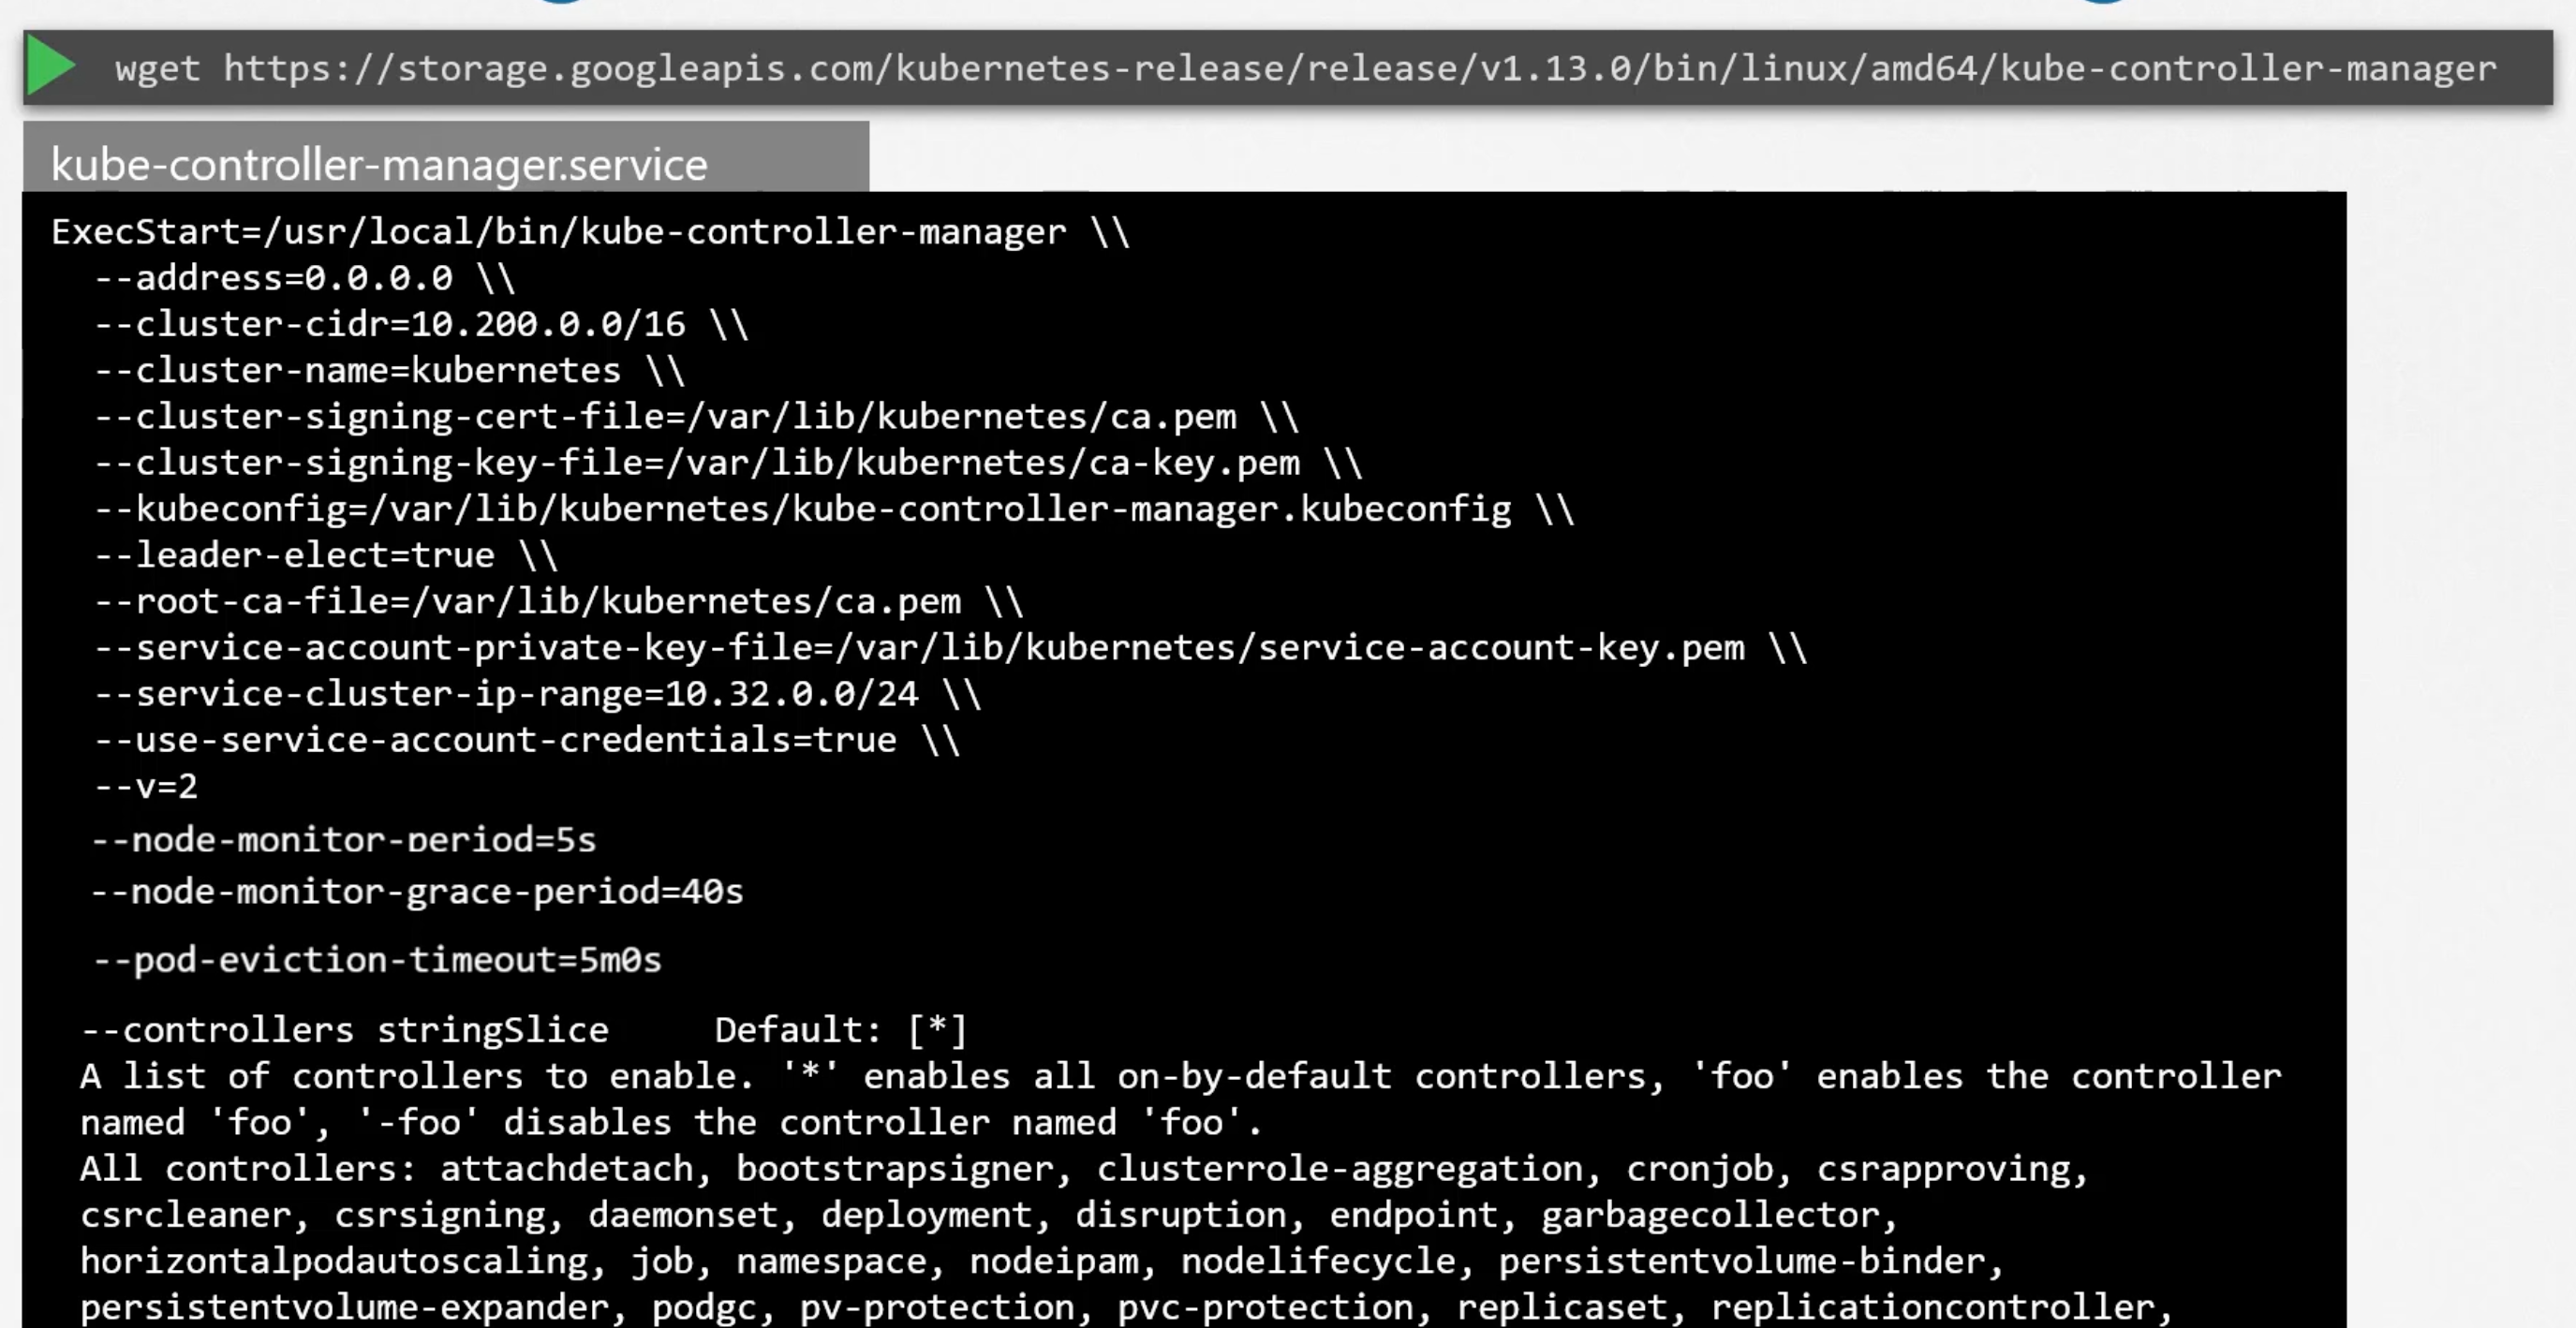 wget https://storage.googleapis.com/kubernetes-release/release/v1.13.0/bin/linux/amd64/kube-controller-manager
kube-controller-manager.service
ExecStart=/usr/local/bin/kube-controller-manager \\
--address=0.0.0.0 \\
--cluster-cidr=10.200.0.0/16 \\
--cluster-name=kubernetes \\
--cluster-signing-cert-file=/var/lib/kubernetes/ca.pem \\
--cluster-signing-key-file=/var/lib/kubernetes/ca-key.pem \\
--kubeconfig=/var/lib/kubernetes/kube-controller-manager.kubeconfig \\
--leader-elect=true \\
--root-ca-file=/var/lib/kubernetes/ca.pem \\
--service-account-private-key-file=/var/lib/kubernetes/service-account-key.pem \\
--service-cluster-ip-range=10.32.0.0/24 \\
--use-service-account-credentials=true \\
--v=2
--node-monitor-period=5s
--node-monitor-grace-period=40s
--pod-eviction-timeout=5m0s
--controllers stringSlice     Default: [*]
A list of controllers to enable. '*' enables all on-by-default controllers, 'foo' enables the controller
named 'foo', '-foo' disables the controller named 'foo'.
All controllers: attachdetach, bootstrapsigner, clusterrole-aggregation, cronjob, csrapproving,
csrcleaner, csrsigning, daemonset, deployment, disruption, endpoint, garbagecollector,
horizontalpodautoscaling, job, namespace, nodeipam, nodelifecycle, persistentvolume-binder,
persistentvolume-expander, podgc, pv-protection, pvc-protection, replicaset, replicationcontroller,